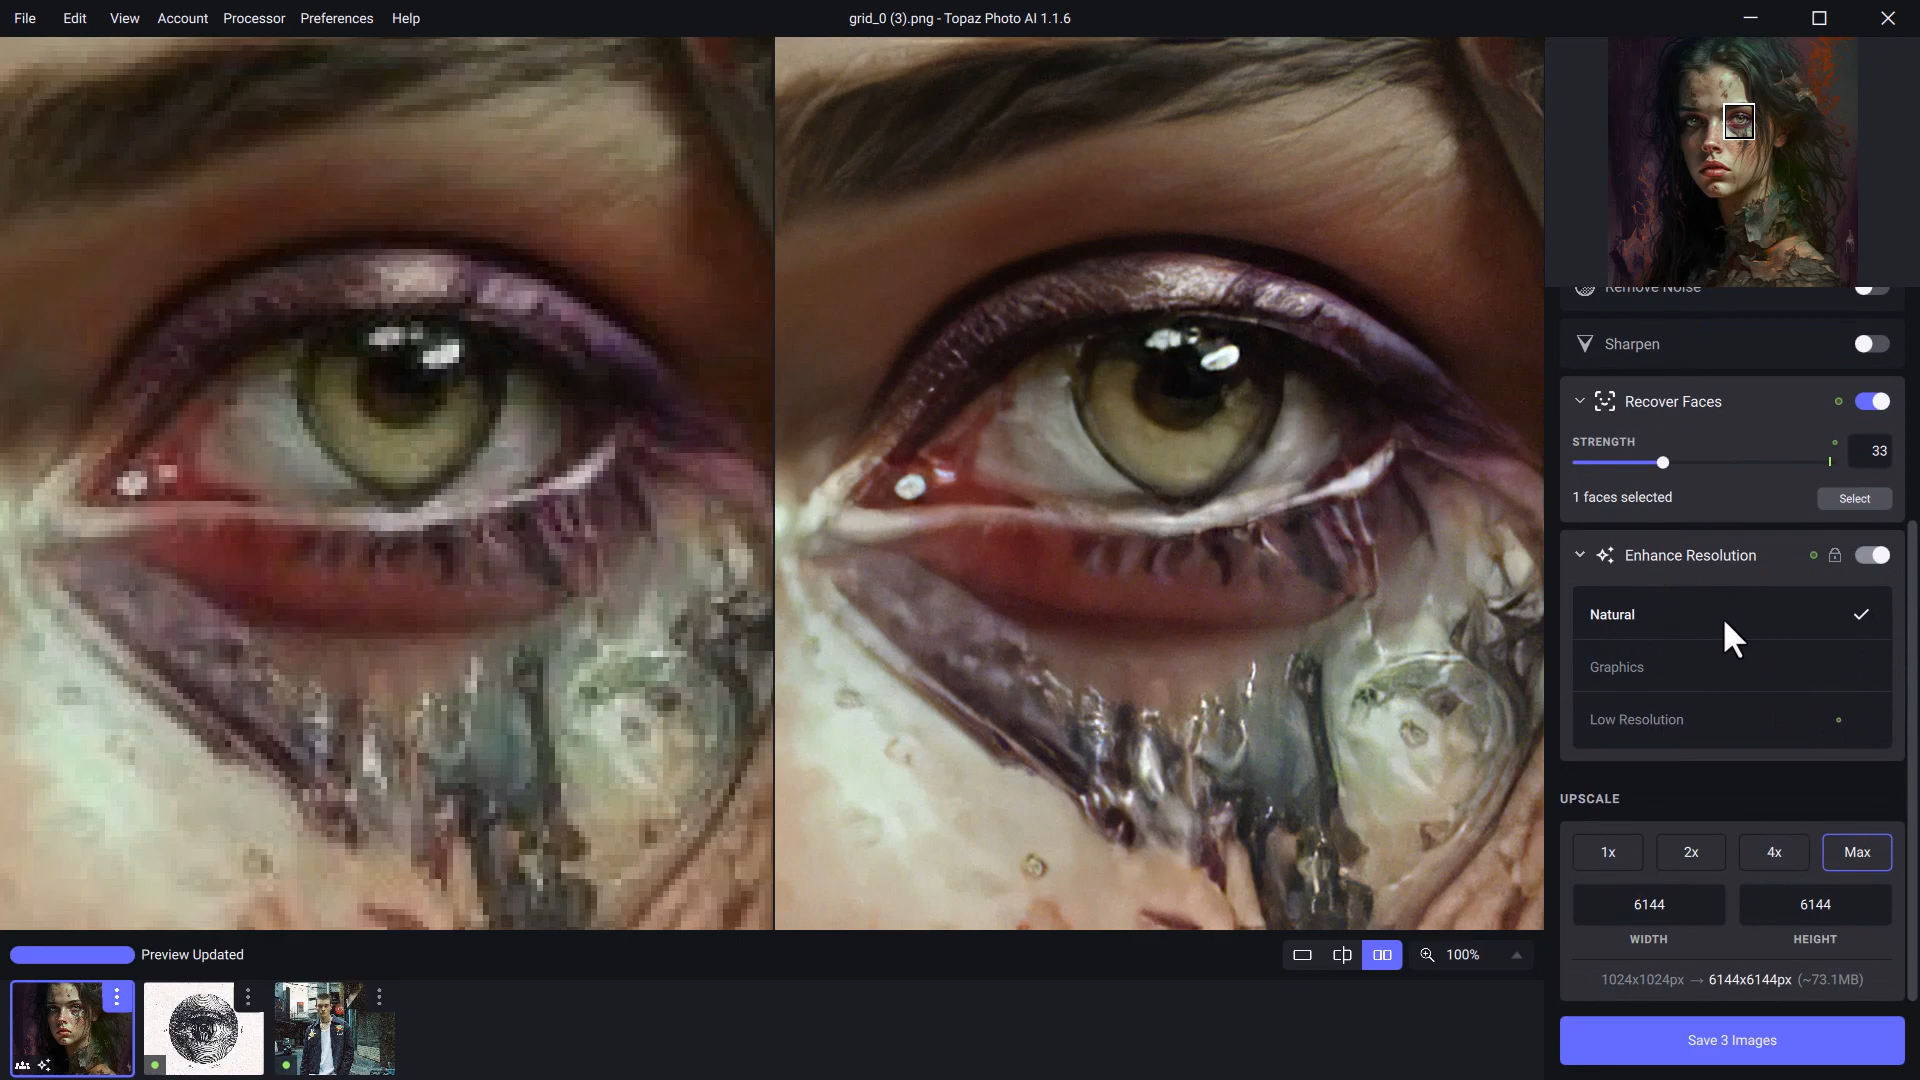 File Edit View Account Processor Preferences Help
grid_0 (3).png - Topaz Photo AI 1.1.6
Remove Noise
Sharpen
Recover Faces
STRENGTH
33
1 faces selected
Select
Enhance Resolution
Natural
Graphics
Low Resolution
UPSCALE
1x 2x 4x Max
6144 6144
WIDTH HEIGHT
1024x1024px → 6144x6144px (~73.1MB)
Save 3 Images
Preview Updated
100%